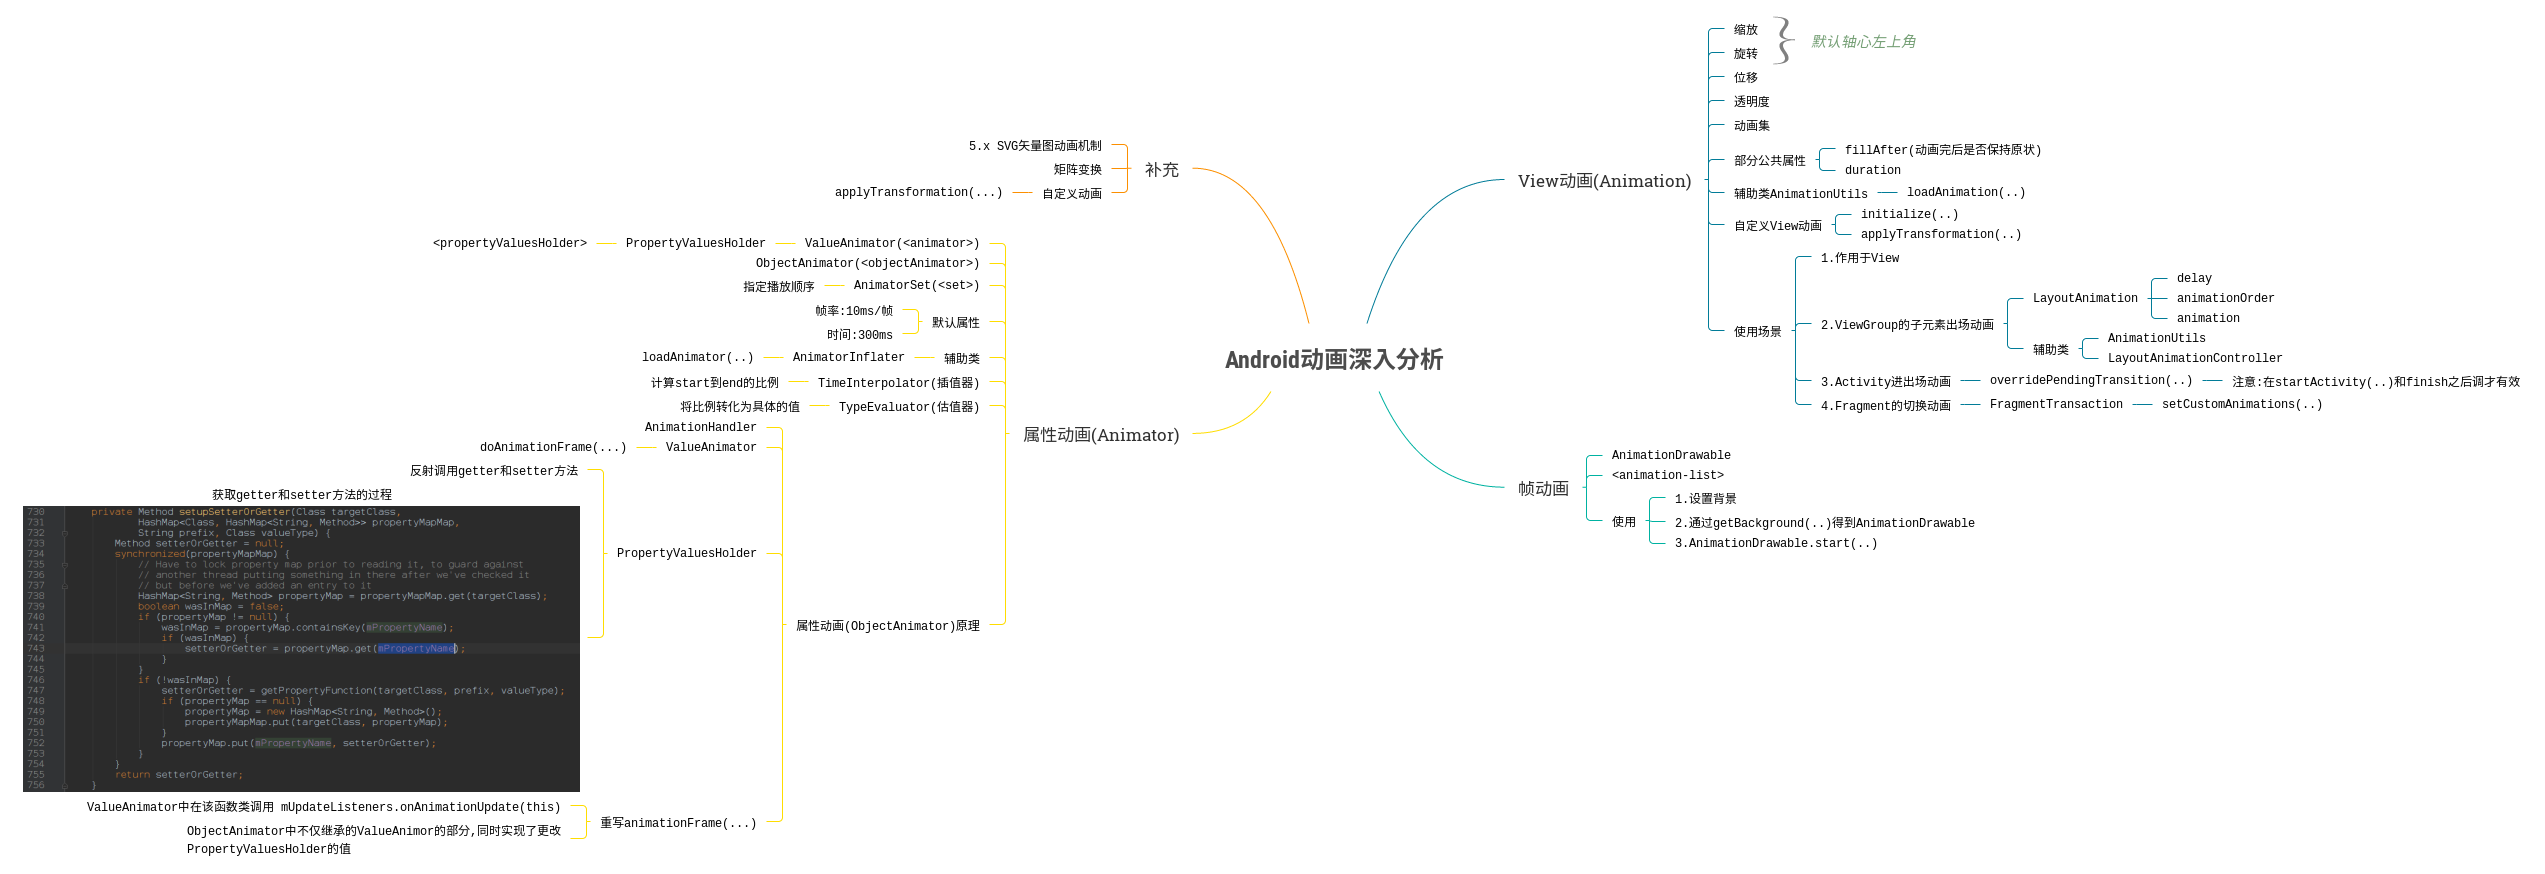 Android动画深入分析
View动画(Animation)
缩放
旋转
默认轴心左上角
位移
透明度
动画集
部分公共属性
fillAfter(动画完后是否保持原状)
duration
辅助类AnimationUtils
loadAnimation(..)
自定义View动画
initialize(..)
applyTransformation(..)
使用场景
1.作用于View
2.ViewGroup的子元素出场动画
LayoutAnimation
delay
animationOrder
animation
辅助类
AnimationUtils
LayoutAnimationController
3.Activity进出场动画
overridePendingTransition(..)
注意:在startActivity(..)和finish之后调才有效
4.Fragment的切换动画
FragmentTransaction
setCustomAnimations(..)
帧动画
AnimationDrawable
<animation-list>
使用
1.设置背景
2.通过getBackground(..)得到AnimationDrawable
3.AnimationDrawable.start(..)
补充
5.x SVG矢量图动画机制
矩阵变换
自定义动画
applyTransformation(...)
属性动画(Animator)
ValueAnimator(<animator>)
PropertyValuesHolder
<propertyValuesHolder>
ObjectAnimator(<objectAnimator>)
AnimatorSet(<set>)
指定播放顺序
默认属性
帧率:10ms/帧
时间:300ms
辅助类
AnimatorInflater
loadAnimator(..)
TimeInterpolator(插值器)
计算start到end的比例
TypeEvaluator(估值器)
将比例转化为具体的值
属性动画(ObjectAnimator)原理
AnimationHandler
ValueAnimator
doAnimationFrame(...)
PropertyValuesHolder
反射调用getter和setter方法
获取getter和setter方法的过程
730 private Method setupSetterOrGetter(Class targetClass,
731 HashMap<Class, HashMap<String, Method>> propertyMapMap,
732 String prefix, Class valueType) {
733 Method setterOrGetter = null;
734 synchronized(propertyMapMap) {
735 // Have to lock property map prior to reading it, to guard against
736 // another thread putting something in there after we've checked it
737 // but before we've added an entry to it
738 HashMap<String, Method> propertyMap = propertyMapMap.get(targetClass);
739 boolean wasInMap = false;
740 if (propertyMap != null) {
741 wasInMap = propertyMap.containsKey(mPropertyName);
742 if (wasInMap) {
743 setterOrGetter = propertyMap.get(mPropertyName);
744 }
745 }
746 if (!wasInMap) {
747 setterOrGetter = getPropertyFunction(targetClass, prefix, valueType);
748 if (propertyMap == null) {
749 propertyMap = new HashMap<String, Method>();
750 propertyMapMap.put(targetClass, propertyMap);
751 }
752 propertyMap.put(mPropertyName, setterOrGetter);
753 }
754 }
755 return setterOrGetter;
756 }
重写animationFrame(...)
ValueAnimator中在该函数类调用 mUpdateListeners.onAnimationUpdate(this)
ObjectAnimator中不仅继承的ValueAnimor的部分,同时实现了更改
PropertyValuesHolder的值